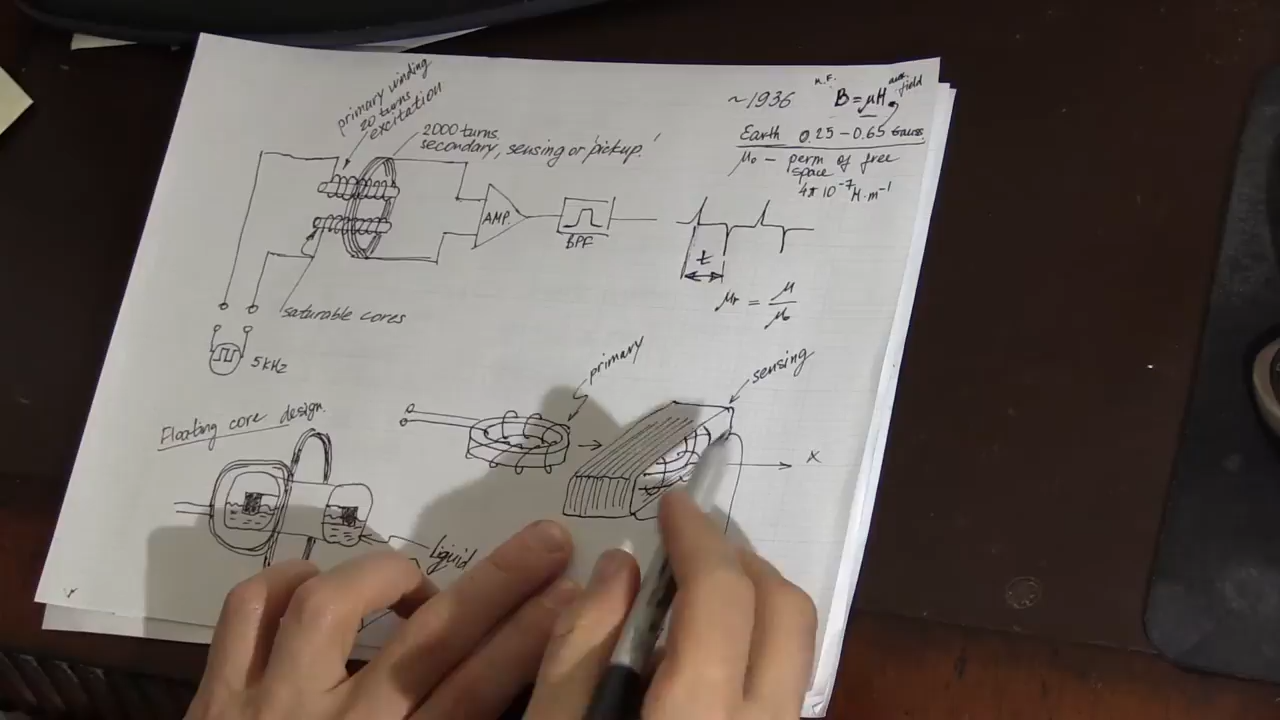 primary winding
20 turns
excitation
2000 turns.
secondary, sensing or 'pickup.'
~1936
M.F.
B = μH
aux. field
Earth 0.25 - 0.65 Gauss
μ₀ - perm of free
space
4π 10⁻⁷ H·m⁻¹
AMP.
BPF
t
μr = μ/μ₀
saturable cores
5kHz
primary
sensing
X
Floating core design.
Liquid